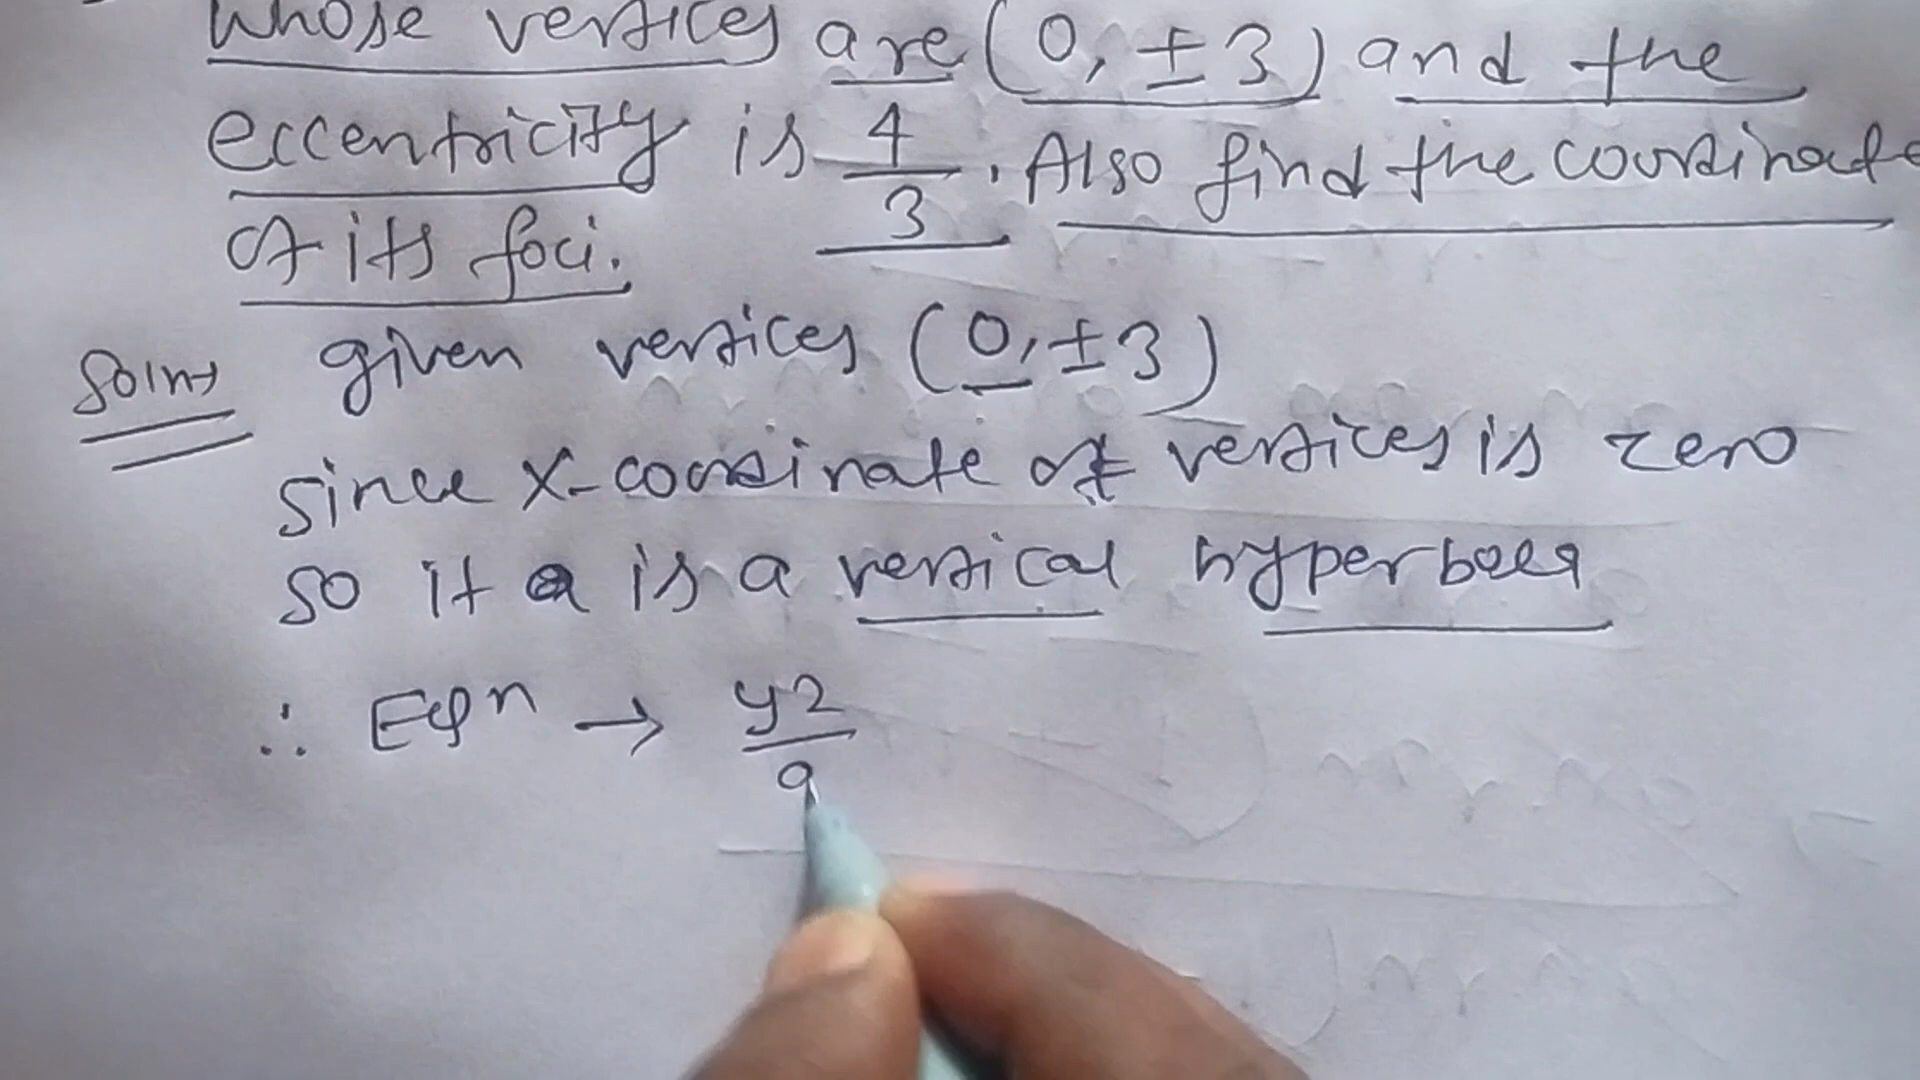 whose vertices are (0, ±3) and the
eccentricity is 4/3. Also find the coordinate
of its foci.
Soln→ given vertices (0, ±3)
since x-coordinate of vertices is zero
so it is a vertical hyperbola
∴ Eqn → y2/a